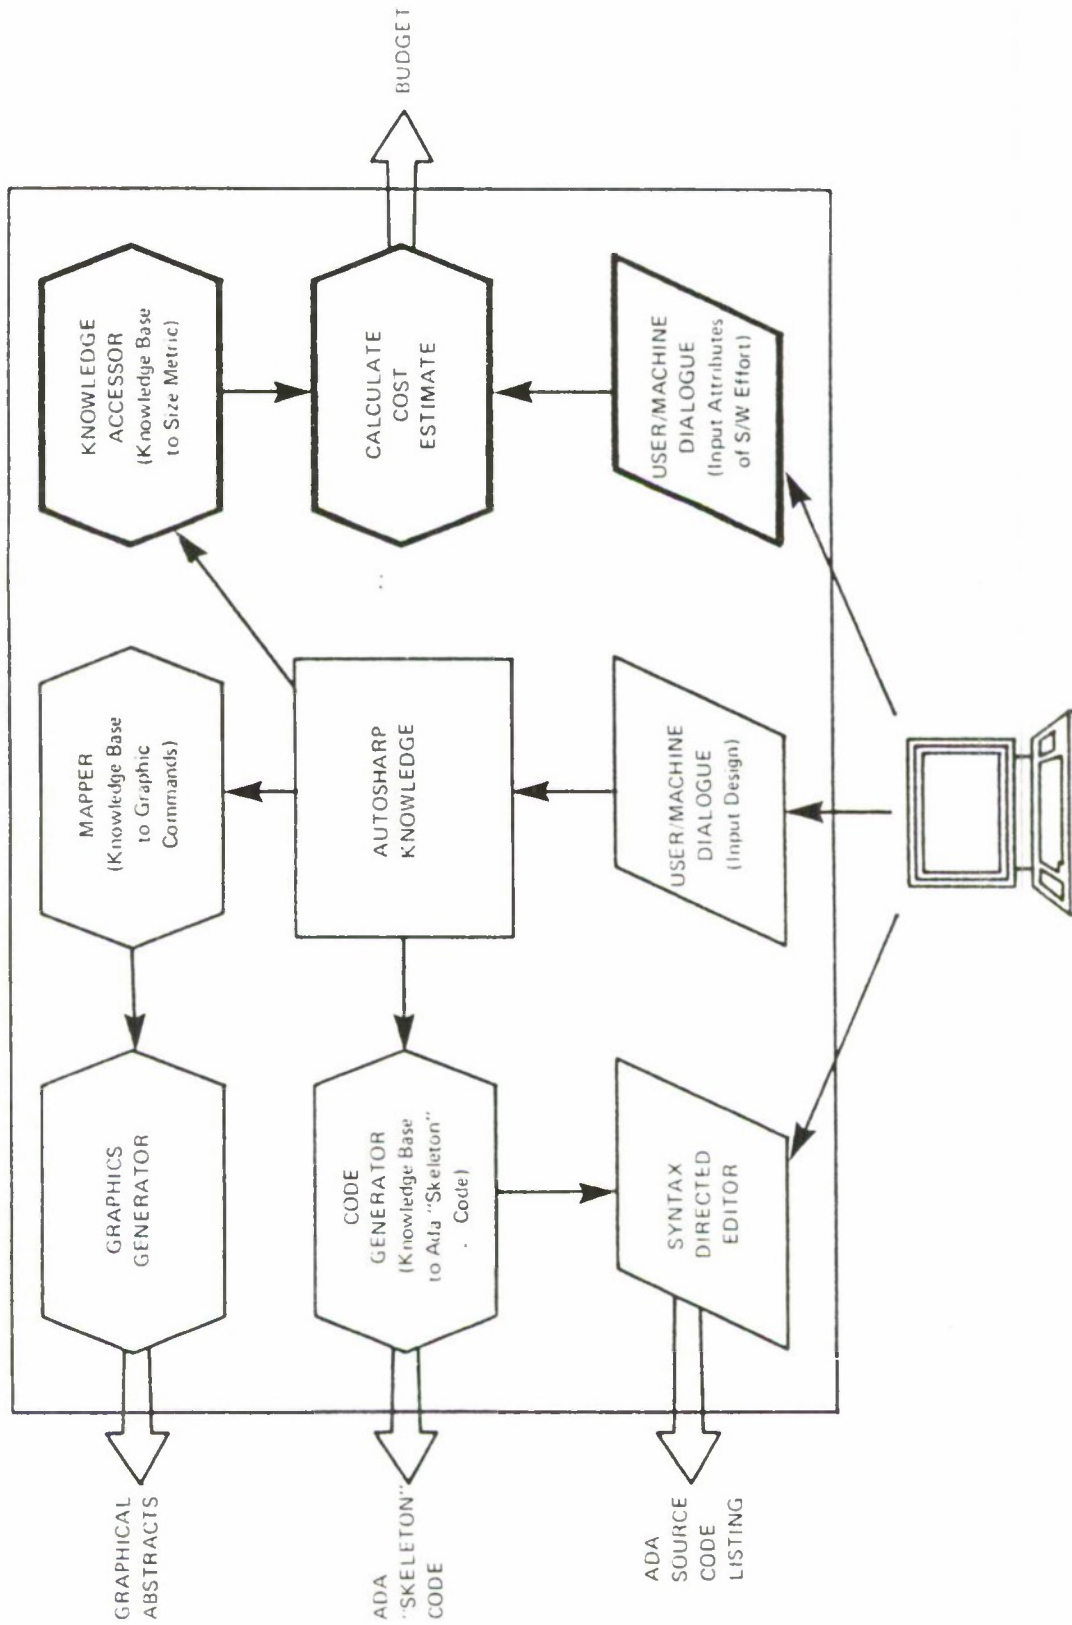 GRAPHICAL
ABSTRACTS
GRAPHICS
GENERATOR
MAPPER
(Knowledge Base
to Graphic
Commands)
KNOWLEDGE
ACCESSOR
(Knowledge Base
to Size Metric)
ADA
"SKELETON"
CODE
CODE
GENERATOR
(Knowledge Base
to Ada "Skeleton"
Code)
AUTOSHARP
KNOWLEDGE
CALCULATE
COST
ESTIMATE
BUDGET
ADA
SOURCE
CODE
LISTING
SYNTAX
DIRECTED
EDITOR
USER/MACHINE
DIALOGUE
(Input Design)
USER/MACHINE
DIALOGUE
(Input Attributes
of S/W Effort)